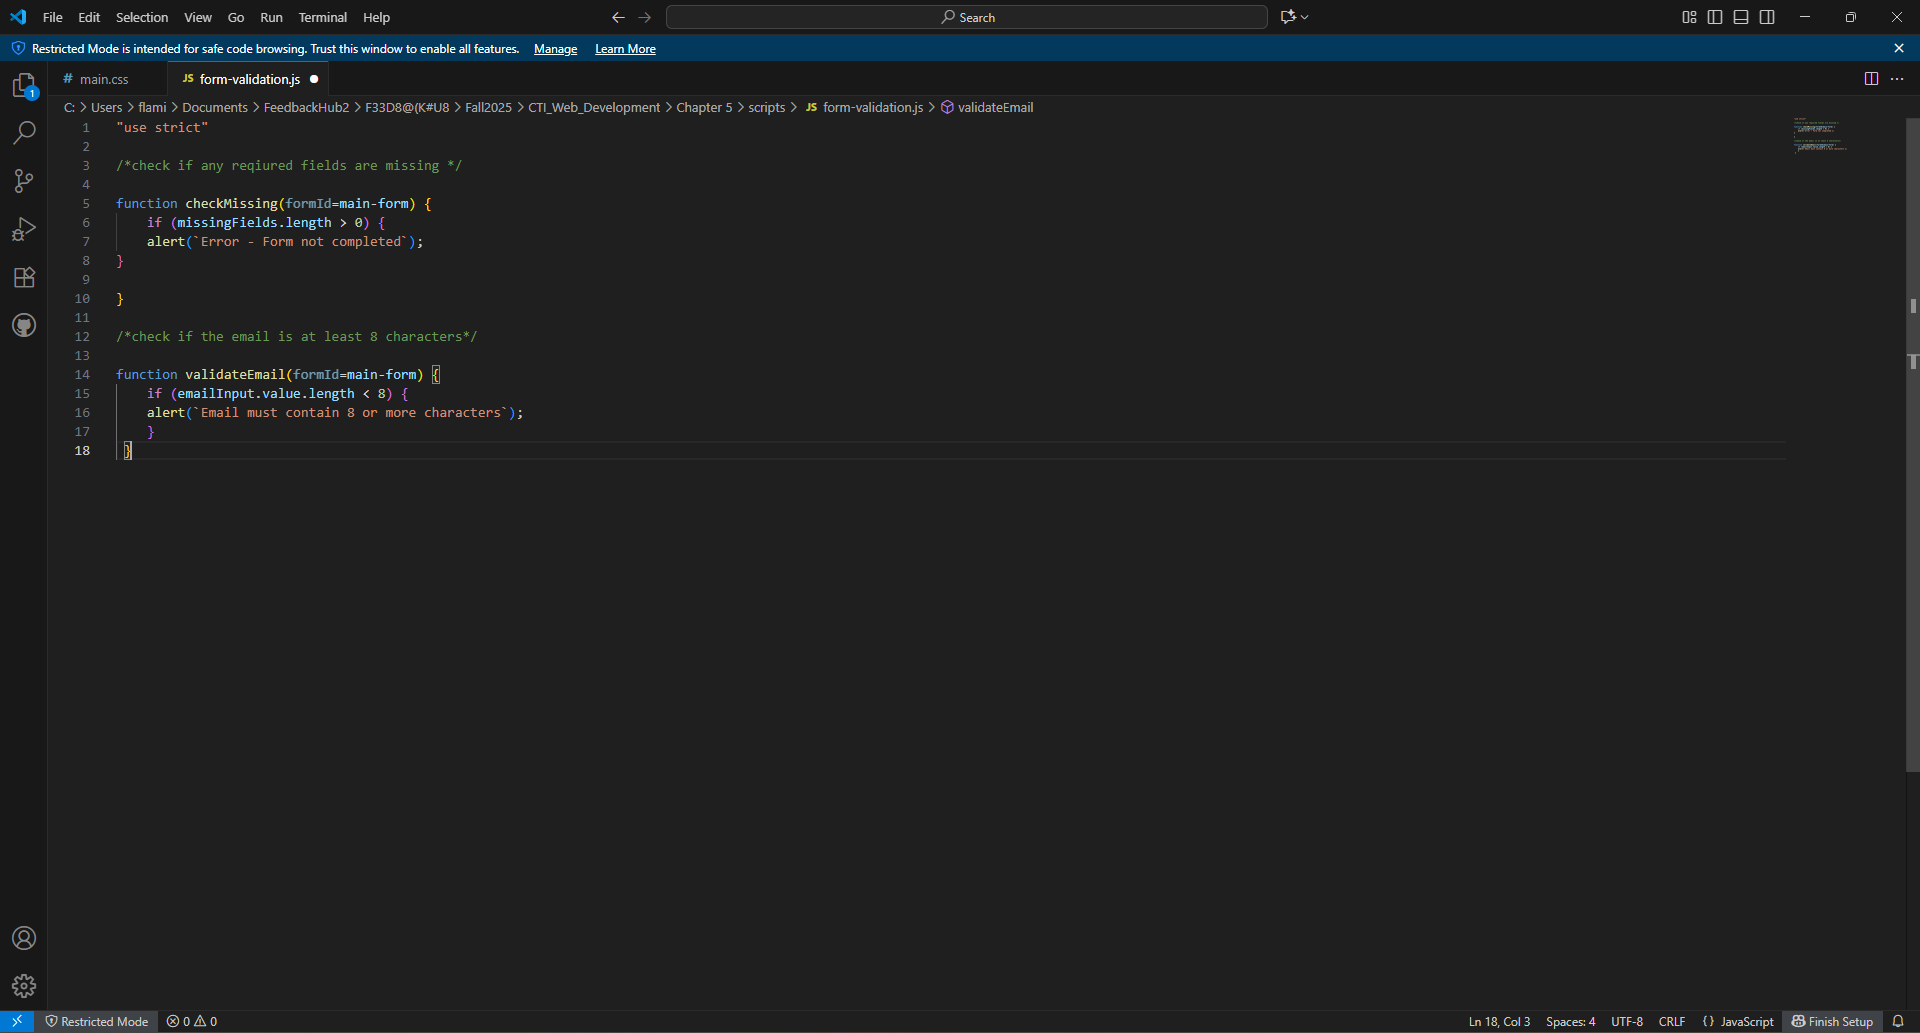 File Edit Selection View Go Run Terminal Help Search
Restricted Mode is intended for safe code browsing. Trust this window to enable all features. Manage Learn More
1 # main.css JS form-validation.js
C: > Users > flami > Documents > FeedbackHub2 > F33D8@(K#U8 > Fall2025 > CTI_Web_Development > Chapter 5 > scripts > JS form-validation.js > validateEmail
1 "use strict"
2
3 /*check if any reqiured fields are missing */
4
5 function checkMissing(formId=main-form) {
6     if (missingFields.length > 0) {
7     alert(`Error - Form not completed`);
8 }
9
10 }
11
12 /*check if the email is at least 8 characters*/
13
14 function validateEmail(formId=main-form) {
15     if (emailInput.value.length < 8) {
16     alert(`Email must contain 8 or more characters`);
17     }
18  }
Restricted Mode 0 0 Ln 18, Col 3 Spaces: 4 UTF-8 CRLF {} JavaScript Finish Setup